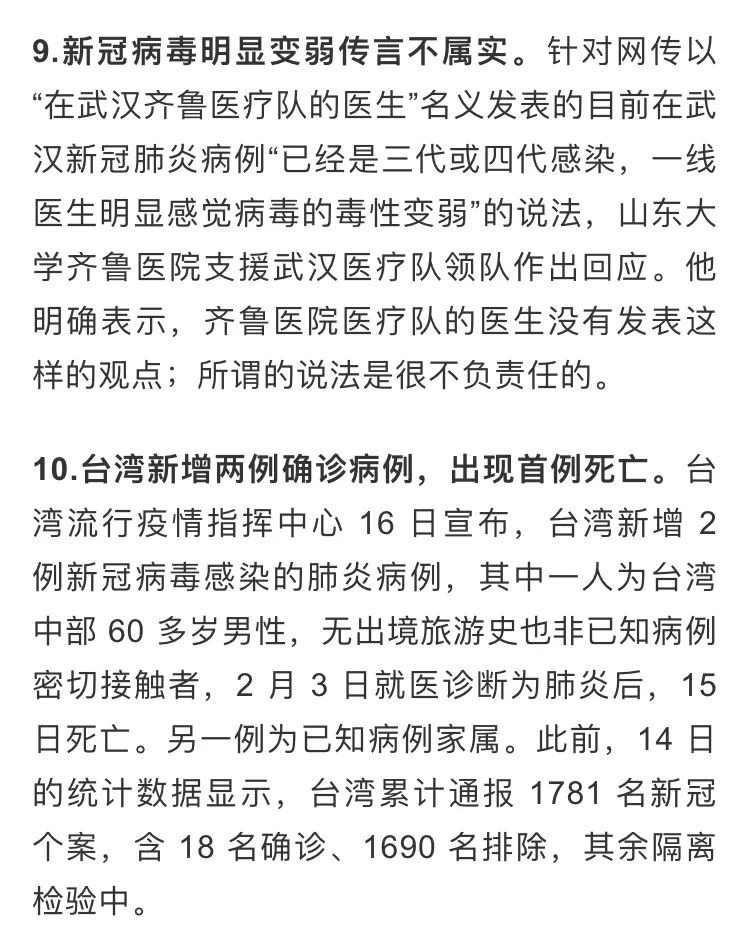 9.新冠病毒明显变弱传言不属实。针对网传以
“在武汉齐鲁医疗队的医生”名义发表的目前在武
汉新冠肺炎病例“已经是三代或四代感染，一线
医生明显感觉病毒的毒性变弱”的说法，山东大
学齐鲁医院支援武汉医疗队领队作出回应。他
明确表示，齐鲁医院医疗队的医生没有发表这
样的观点；所谓的说法是很不负责任的。
10.台湾新增两例确诊病例，出现首例死亡。台
湾流行疫情指挥中心 16 日宣布，台湾新增 2
例新冠病毒感染的肺炎病例，其中一人为台湾
中部 60 多岁男性，无出境旅游史也非已知病例
密切接触者，2 月 3 日就医诊断为肺炎后，15
日死亡。另一例为已知病例家属。此前，14 日
的统计数据显示，台湾累计通报 1781 名新冠
个案，含 18 名确诊、1690 名排除，其余隔离
检验中。